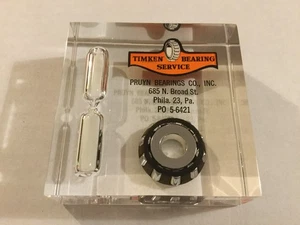 TIMKEN BEARING
SERVICE
PRUYN BEARINGS CO., INC.
685 N. Broad St.
Phila. 23, Pa.
PO 5-6421